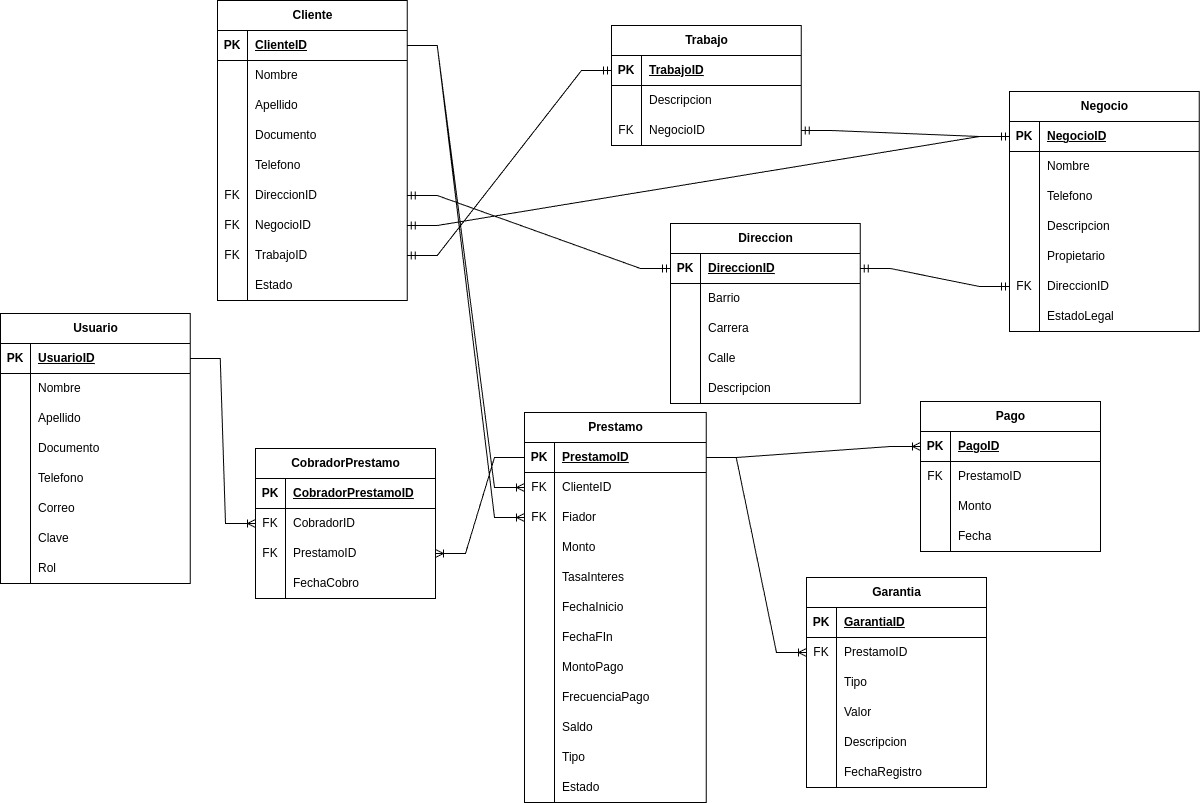 Cliente
PK ClienteID
Nombre
Apellido
Documento
Telefono
FK DireccionID
FK NegocioID
FK TrabajoID
Estado
Trabajo
PK TrabajoID
Descripcion
FK NegocioID
Negocio
PK NegocioID
Nombre
Telefono
Descripcion
Propietario
FK DireccionID
EstadoLegal
Direccion
PK DireccionID
Barrio
Carrera
Calle
Descripcion
Usuario
PK UsuarioID
Nombre
Apellido
Documento
Telefono
Correo
Clave
Rol
CobradorPrestamo
PK CobradorPrestamoID
FK CobradorID
FK PrestamoID
FechaCobro
Prestamo
PK PrestamoID
FK ClienteID
FK Fiador
Monto
TasaInteres
FechaInicio
FechaFIn
MontoPago
FrecuenciaPago
Saldo
Tipo
Estado
Pago
PK PagoID
FK PrestamoID
Monto
Fecha
Garantia
PK GarantiaID
FK PrestamoID
Tipo
Valor
Descripcion
FechaRegistro